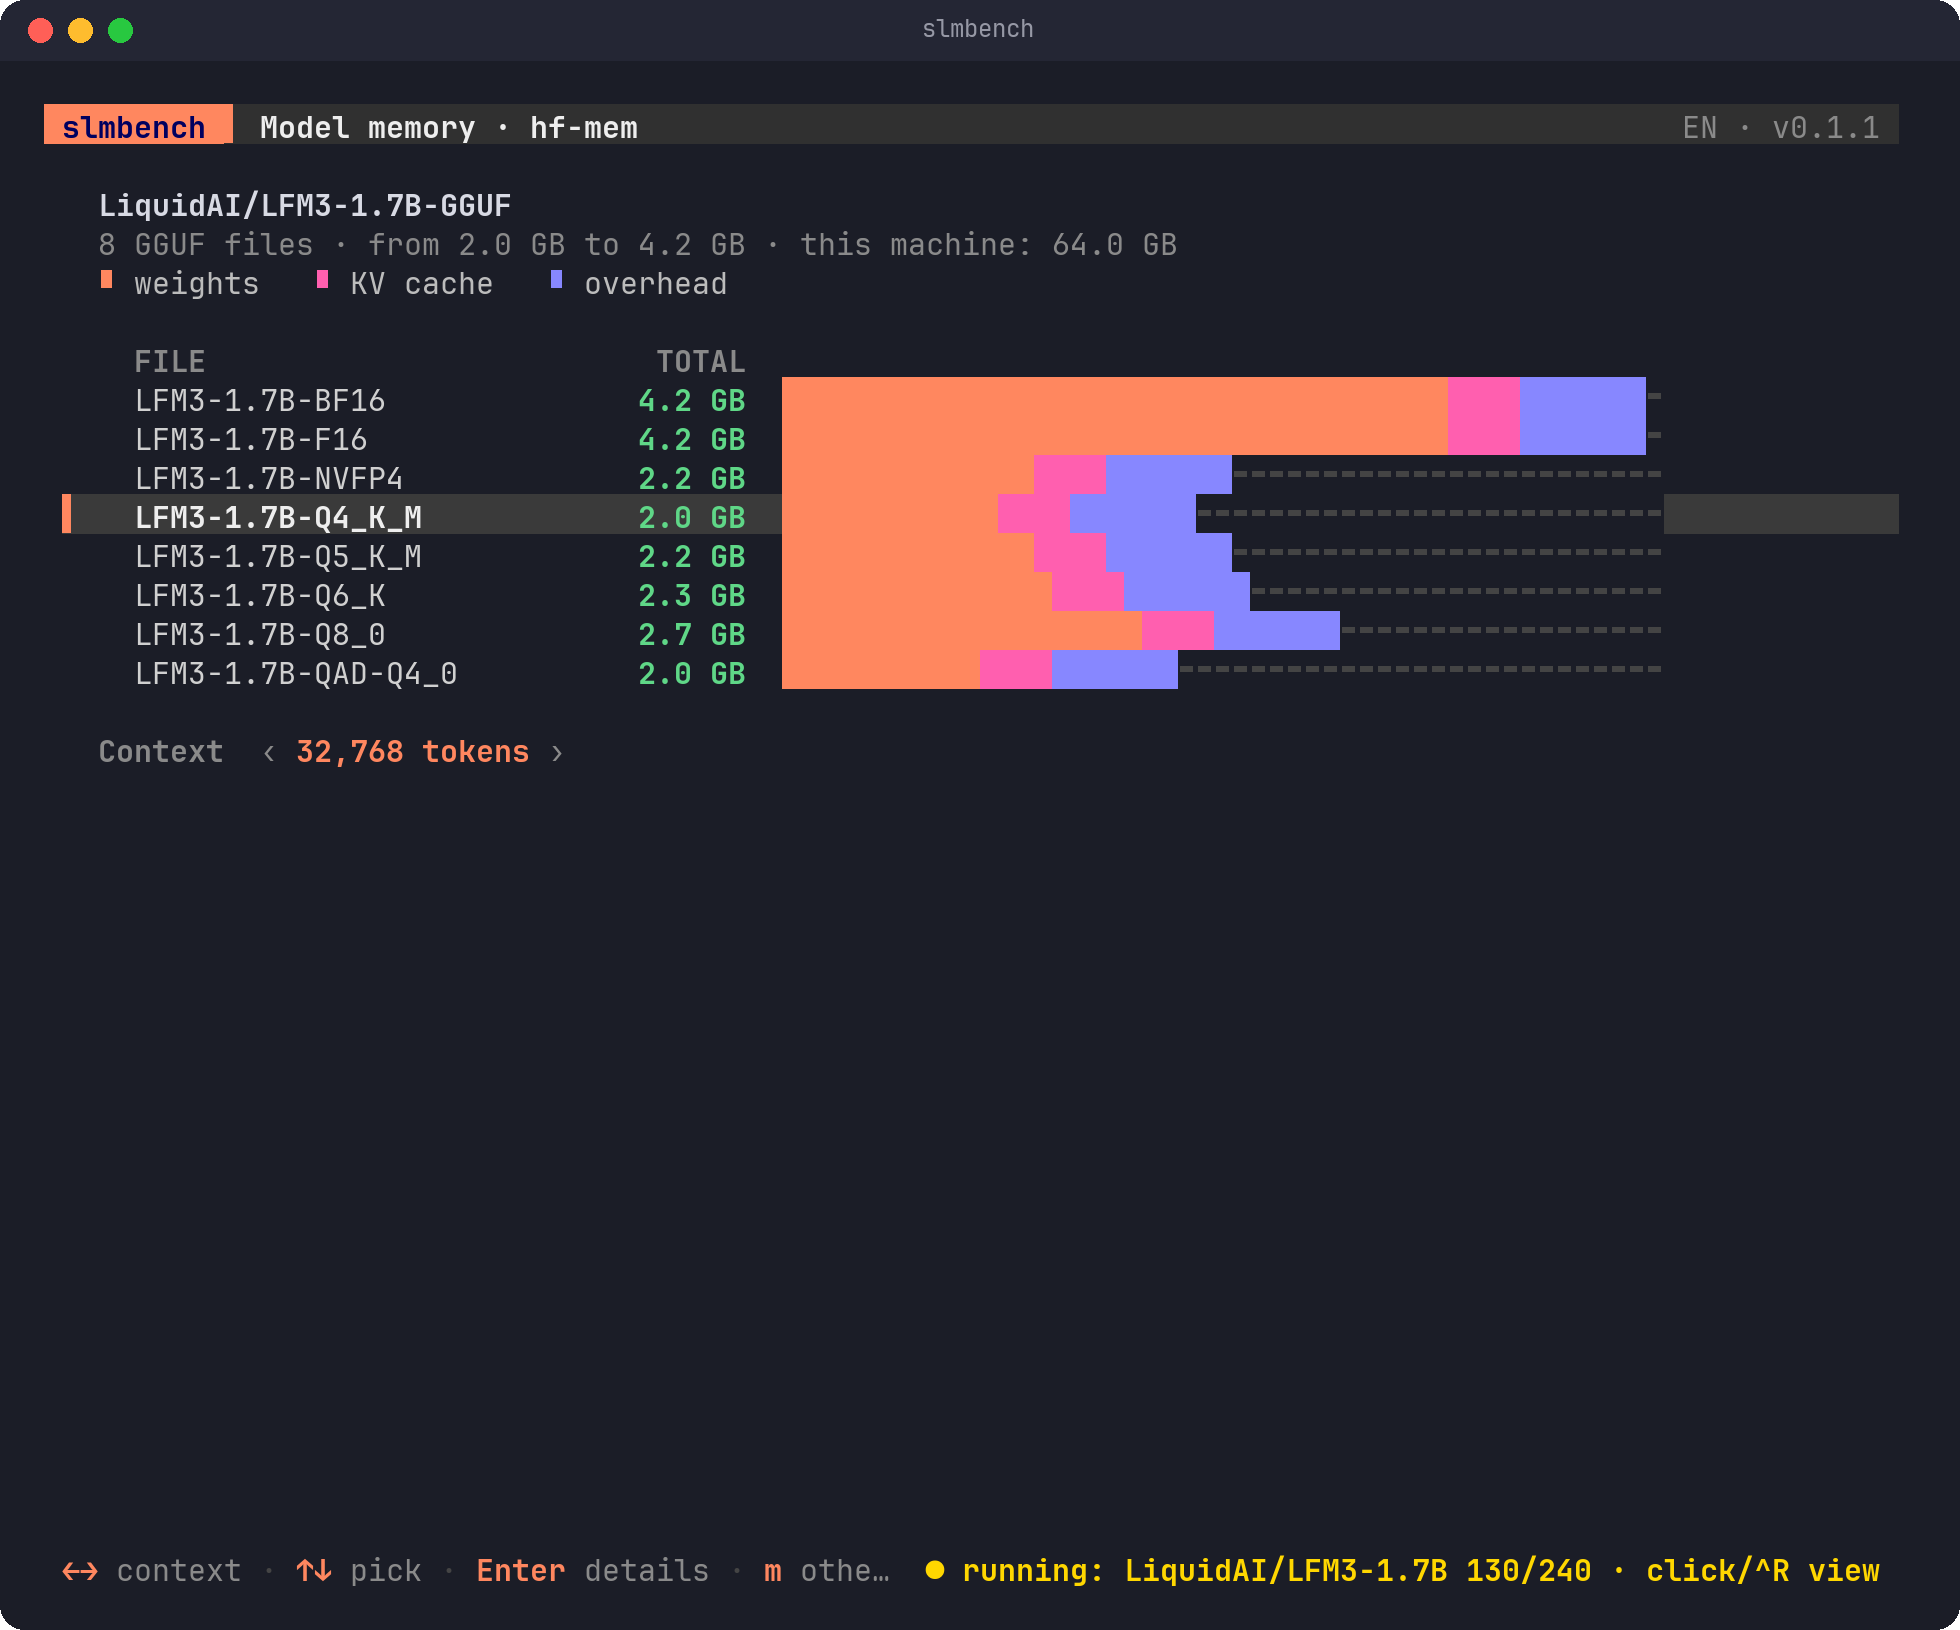 slmbench
slmbench Model memory · hf-mem EN · v0.1.1
LiquidAI/LFM3-1.7B-GGUF
8 GGUF files · from 2.0 GB to 4.2 GB · this machine: 64.0 GB
weights KV cache overhead
FILE TOTAL
LFM3-1.7B-BF16 4.2 GB
LFM3-1.7B-F16 4.2 GB
LFM3-1.7B-NVFP4 2.2 GB
LFM3-1.7B-Q4_K_M 2.0 GB
LFM3-1.7B-Q5_K_M 2.2 GB
LFM3-1.7B-Q6_K 2.3 GB
LFM3-1.7B-Q8_0 2.7 GB
LFM3-1.7B-QAD-Q4_0 2.0 GB
Context ‹ 32,768 tokens ›
←→ context · ↑↓ pick · Enter details · m othe… ● running: LiquidAI/LFM3-1.7B 130/240 · click/^R view